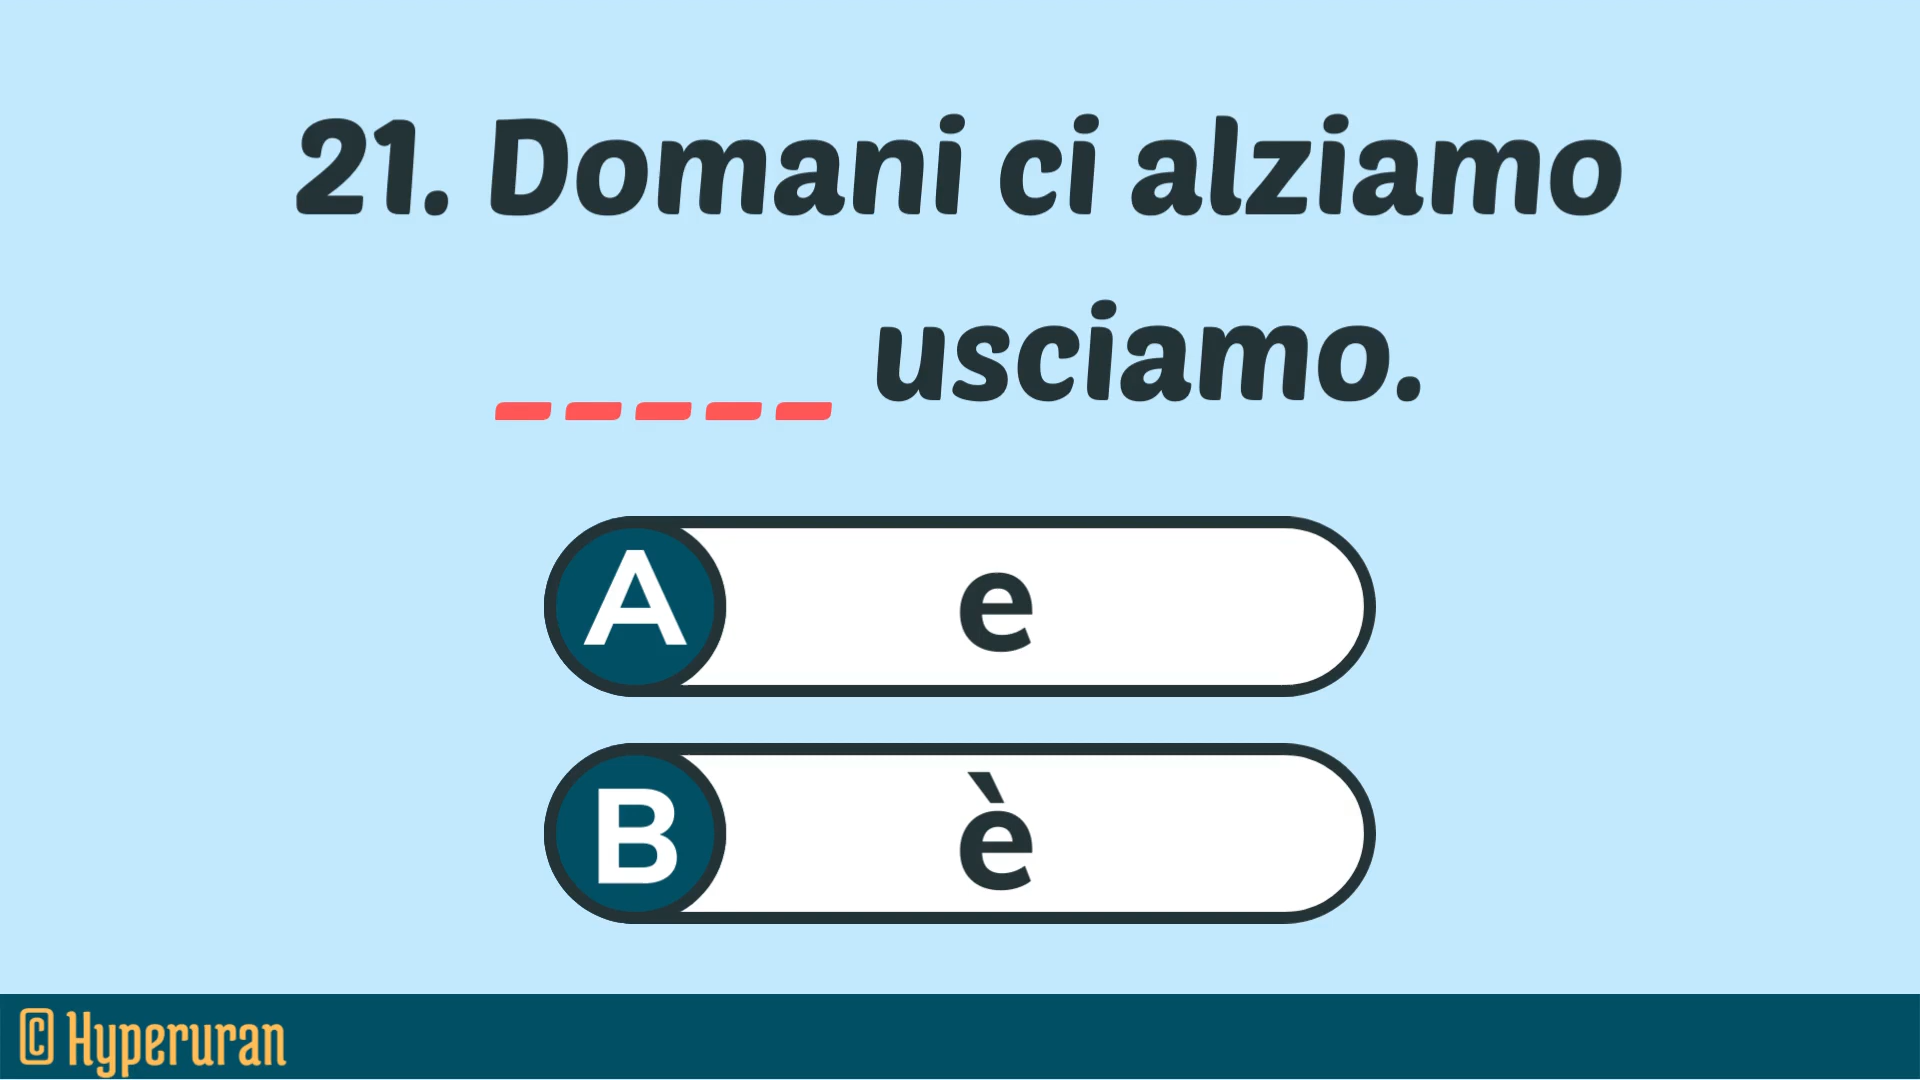 21. Domani ci alziamo
_____ usciamo.
A e
B è
© Hyperuran